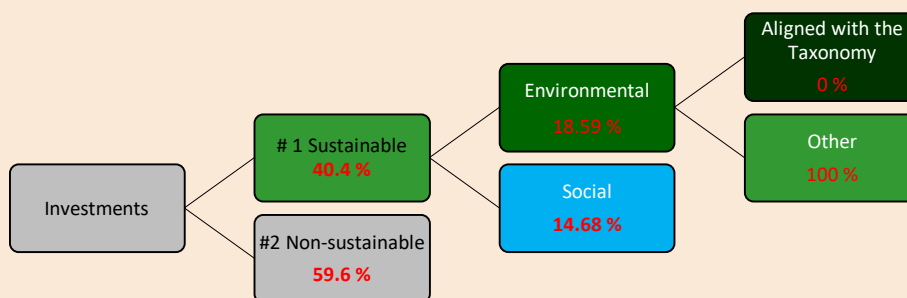 Investments
# 1 Sustainable
40.4 %
#2 Non-sustainable
59.6 %
Environmental
18.59 %
Social
14.68 %
Aligned with the
Taxonomy
0 %
Other
100 %